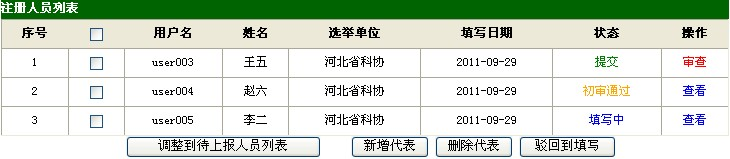 注册人员列表
序号 用户名 姓名 选举单位 填写日期 状态 操作
1 user003 王五 河北省科协 2011-09-29 提交 审查
2 user004 赵六 河北省科协 2011-09-29 初审通过 查看
3 user005 李二 河北省科协 2011-09-29 填写中 查看
调整到待上报人员列表 新增代表 删除代表 驳回到填写